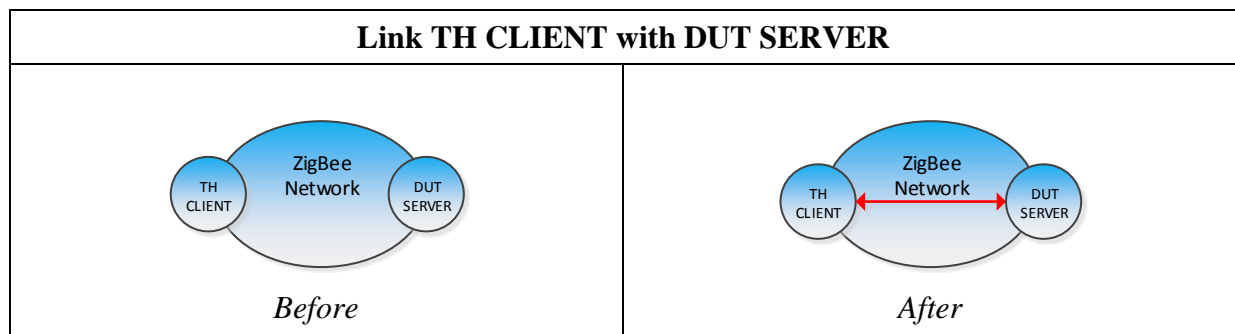 Link TH CLIENT with DUT SERVER
ZigBee
Network
TH
CLIENT
DUT
SERVER
Before
ZigBee
Network
TH
CLIENT
DUT
SERVER
After